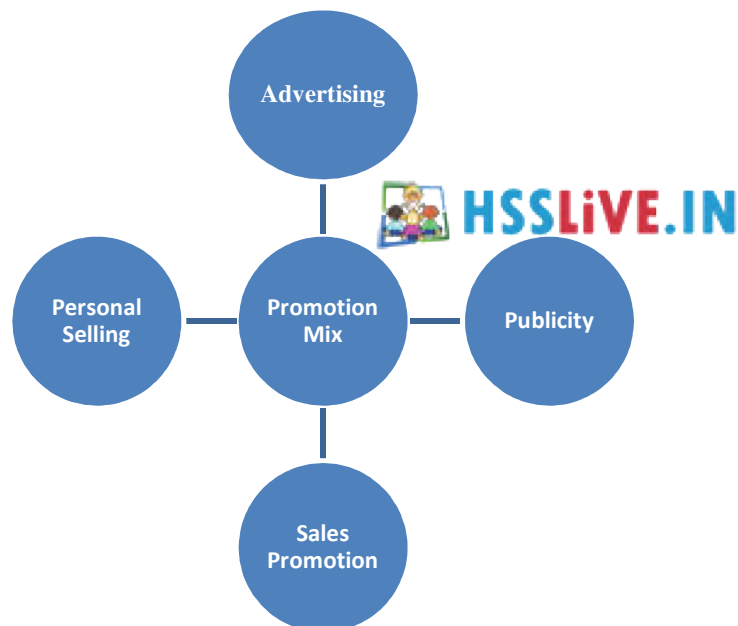 Advertising
HSSLiVE.IN
Personal
Selling
Promotion
Mix
Publicity
Sales
Promotion